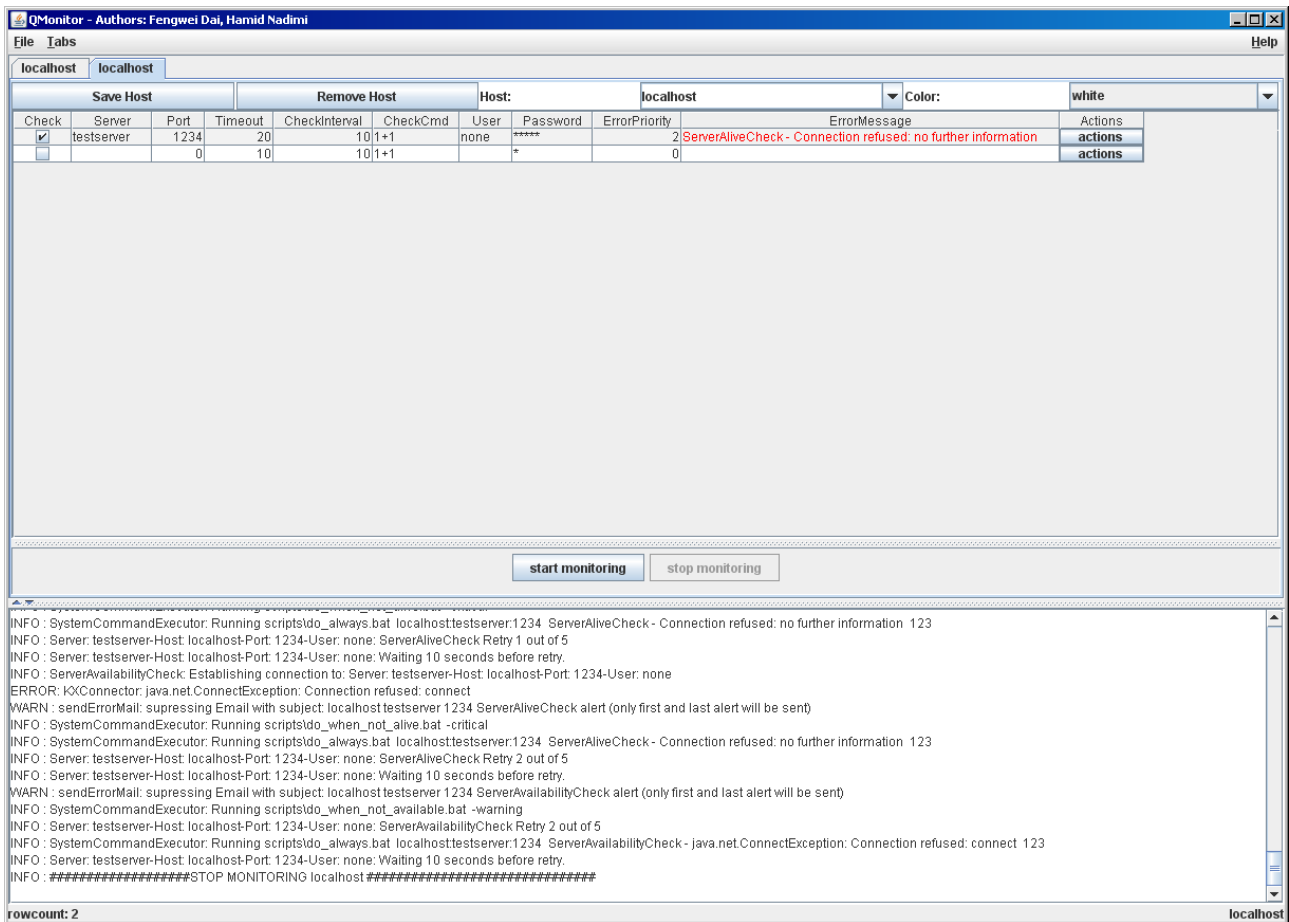 QMonitor - Authors: Fengwei Dai, Hamid Nadimi
File Tabs Help
localhost localhost
Save Host Remove Host Host: localhost Color: white
Check Server Port Timeout CheckInterval CheckCmd User Password ErrorPriority ErrorMessage Actions
testserver 1234 20 10 1+1 none ***** 2 ServerAliveCheck - Connection refused: no further information actions
0 10 10 1+1 * 0 actions
start monitoring stop monitoring
INFO : SystemCommandExecutor: Running scripts\do_when_not_alive.bat -critical
INFO : SystemCommandExecutor: Running scripts\do_always.bat localhost:testserver:1234 ServerAliveCheck - Connection refused: no further information 123
INFO : Server: testserver-Host: localhost-Port: 1234-User: none: ServerAliveCheck Retry 1 out of 5
INFO : Server: testserver-Host: localhost-Port: 1234-User: none: Waiting 10 seconds before retry.
INFO : ServerAvailabilityCheck: Establishing connection to: Server: testserver-Host: localhost-Port: 1234-User: none
ERROR: KXConnector: java.net.ConnectException: Connection refused: connect
WARN : sendErrorMail: supressing Email with subject: localhost testserver 1234 ServerAliveCheck alert (only first and last alert will be sent)
INFO : SystemCommandExecutor: Running scripts\do_when_not_alive.bat -critical
INFO : SystemCommandExecutor: Running scripts\do_always.bat localhost:testserver:1234 ServerAliveCheck - Connection refused: no further information 123
INFO : Server: testserver-Host: localhost-Port: 1234-User: none: ServerAliveCheck Retry 2 out of 5
INFO : Server: testserver-Host: localhost-Port: 1234-User: none: Waiting 10 seconds before retry.
WARN : sendErrorMail: supressing Email with subject: localhost testserver 1234 ServerAvailabilityCheck alert (only first and last alert will be sent)
INFO : SystemCommandExecutor: Running scripts\do_when_not_available.bat -warning
INFO : Server: testserver-Host: localhost-Port: 1234-User: none: ServerAvailabilityCheck Retry 2 out of 5
INFO : SystemCommandExecutor: Running scripts\do_always.bat localhost:testserver:1234 ServerAvailabilityCheck - java.net.ConnectException: Connection refused: connect 123
INFO : Server: testserver-Host: localhost-Port: 1234-User: none: Waiting 10 seconds before retry.
INFO : ###################STOP MONITORING localhost ###############################
rowcount: 2 localhost